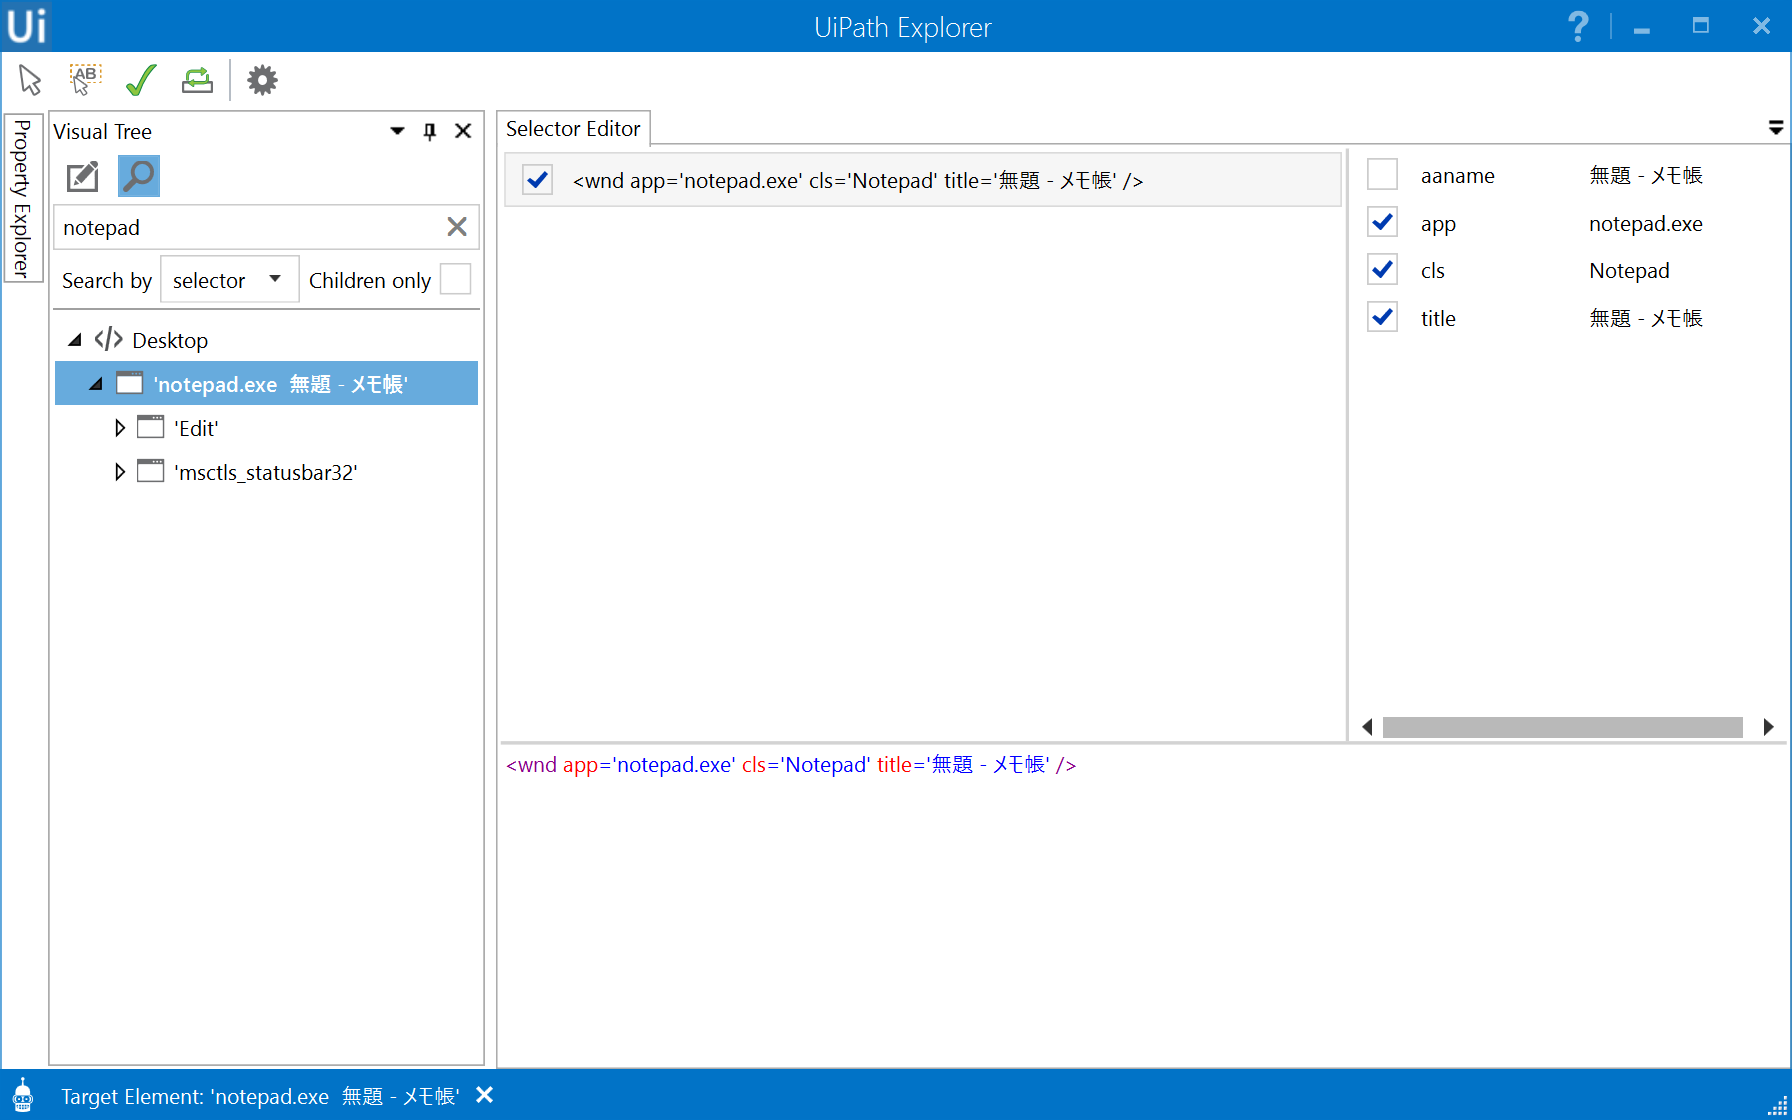 Ui
UiPath Explorer
AB
Property Explorer
Visual Tree
notepad
Search by selector Children only
Desktop
'notepad.exe 無題 - メモ帳'
'Edit'
'msctls_statusbar32'
Selector Editor
<wnd app='notepad.exe' cls='Notepad' title='無題 - メモ帳' />
aaname 無題 - メモ帳
app notepad.exe
cls Notepad
title 無題 - メモ帳
<wnd app='notepad.exe' cls='Notepad' title='無題 - メモ帳' />
Target Element: 'notepad.exe 無題 - メモ帳'